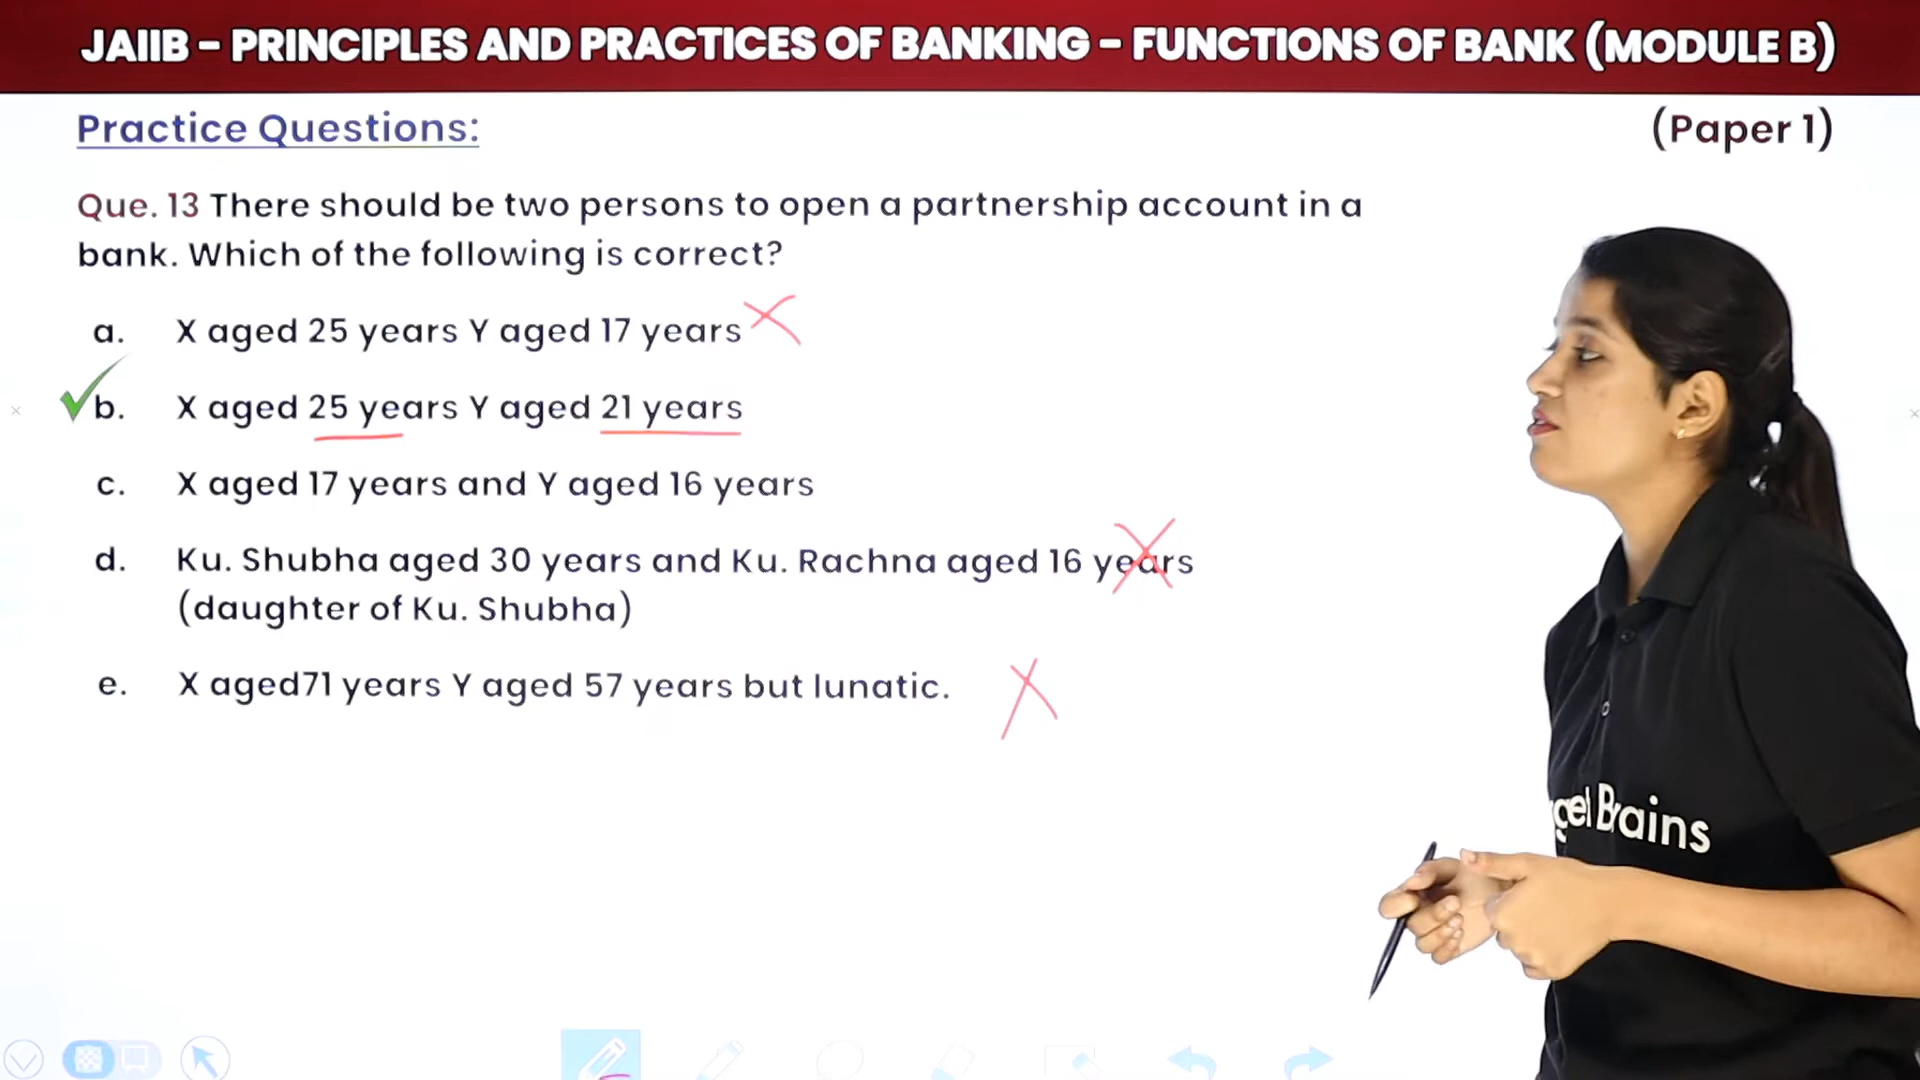 JAIIB – PRINCIPLES AND PRACTICES OF BANKING – FUNCTIONS OF BANK (MODULE B)
Practice Questions:
(Paper 1)
Que. 13 There should be two persons to open a partnership account in a
bank. Which of the following is correct?
a. X aged 25 years Y aged 17 years
b. X aged 25 years Y aged 21 years
c. X aged 17 years and Y aged 16 years
d. Ku. Shubha aged 30 years and Ku. Rachna aged 16 years
(daughter of Ku. Shubha)
e. X aged71 years Y aged 57 years but lunatic.
Brains